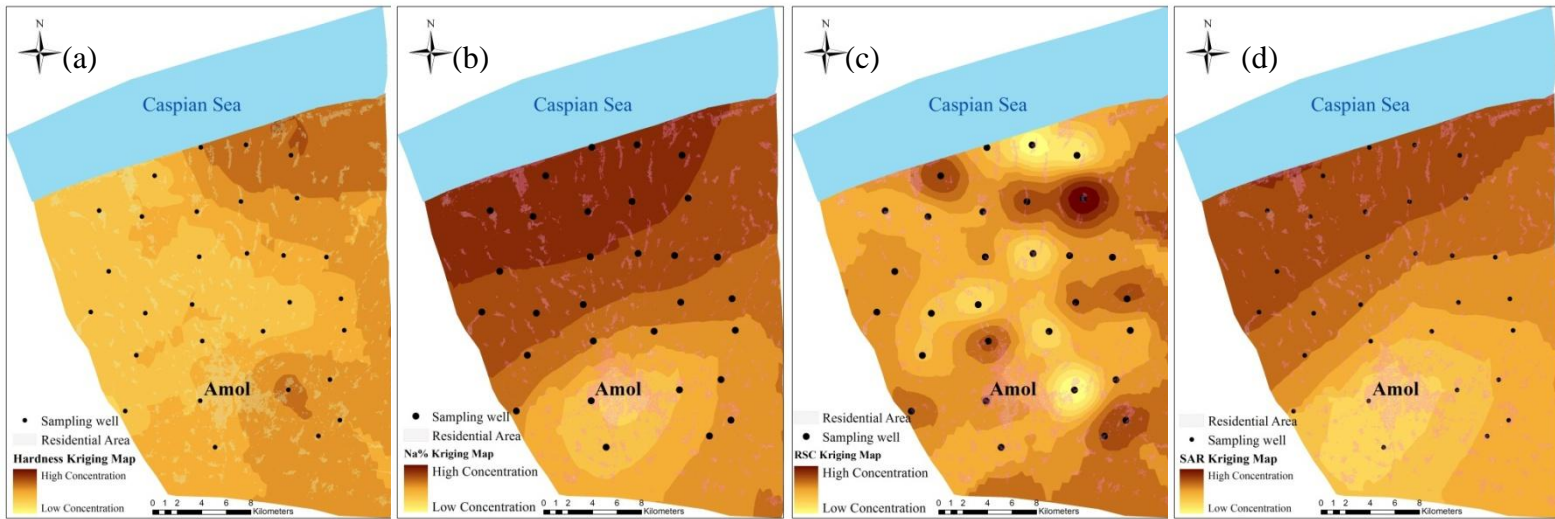 N
(a)
Caspian Sea
Amol
Sampling well
Residential Area
Hardness Kriging Map
High Concentration
Low Concentration
0 1 2 4 6 8
Kilometers
N
(b)
Caspian Sea
Amol
Sampling well
Residential Area
Na% Kriging Map
High Concentration
Low Concentration
0 1 2 4 6 8
Kilometers
N
(c)
Caspian Sea
Amol
Residential Area
Sampling well
RSC Kriging Map
High Concentration
Low Concentration
0 1 2 4 6 8
Kilometers
N
(d)
Caspian Sea
Amol
Residential Area
Sampling well
SAR Kriging Map
High Concentration
Low Concentration
0 1 2 4 6 8
Kilometers